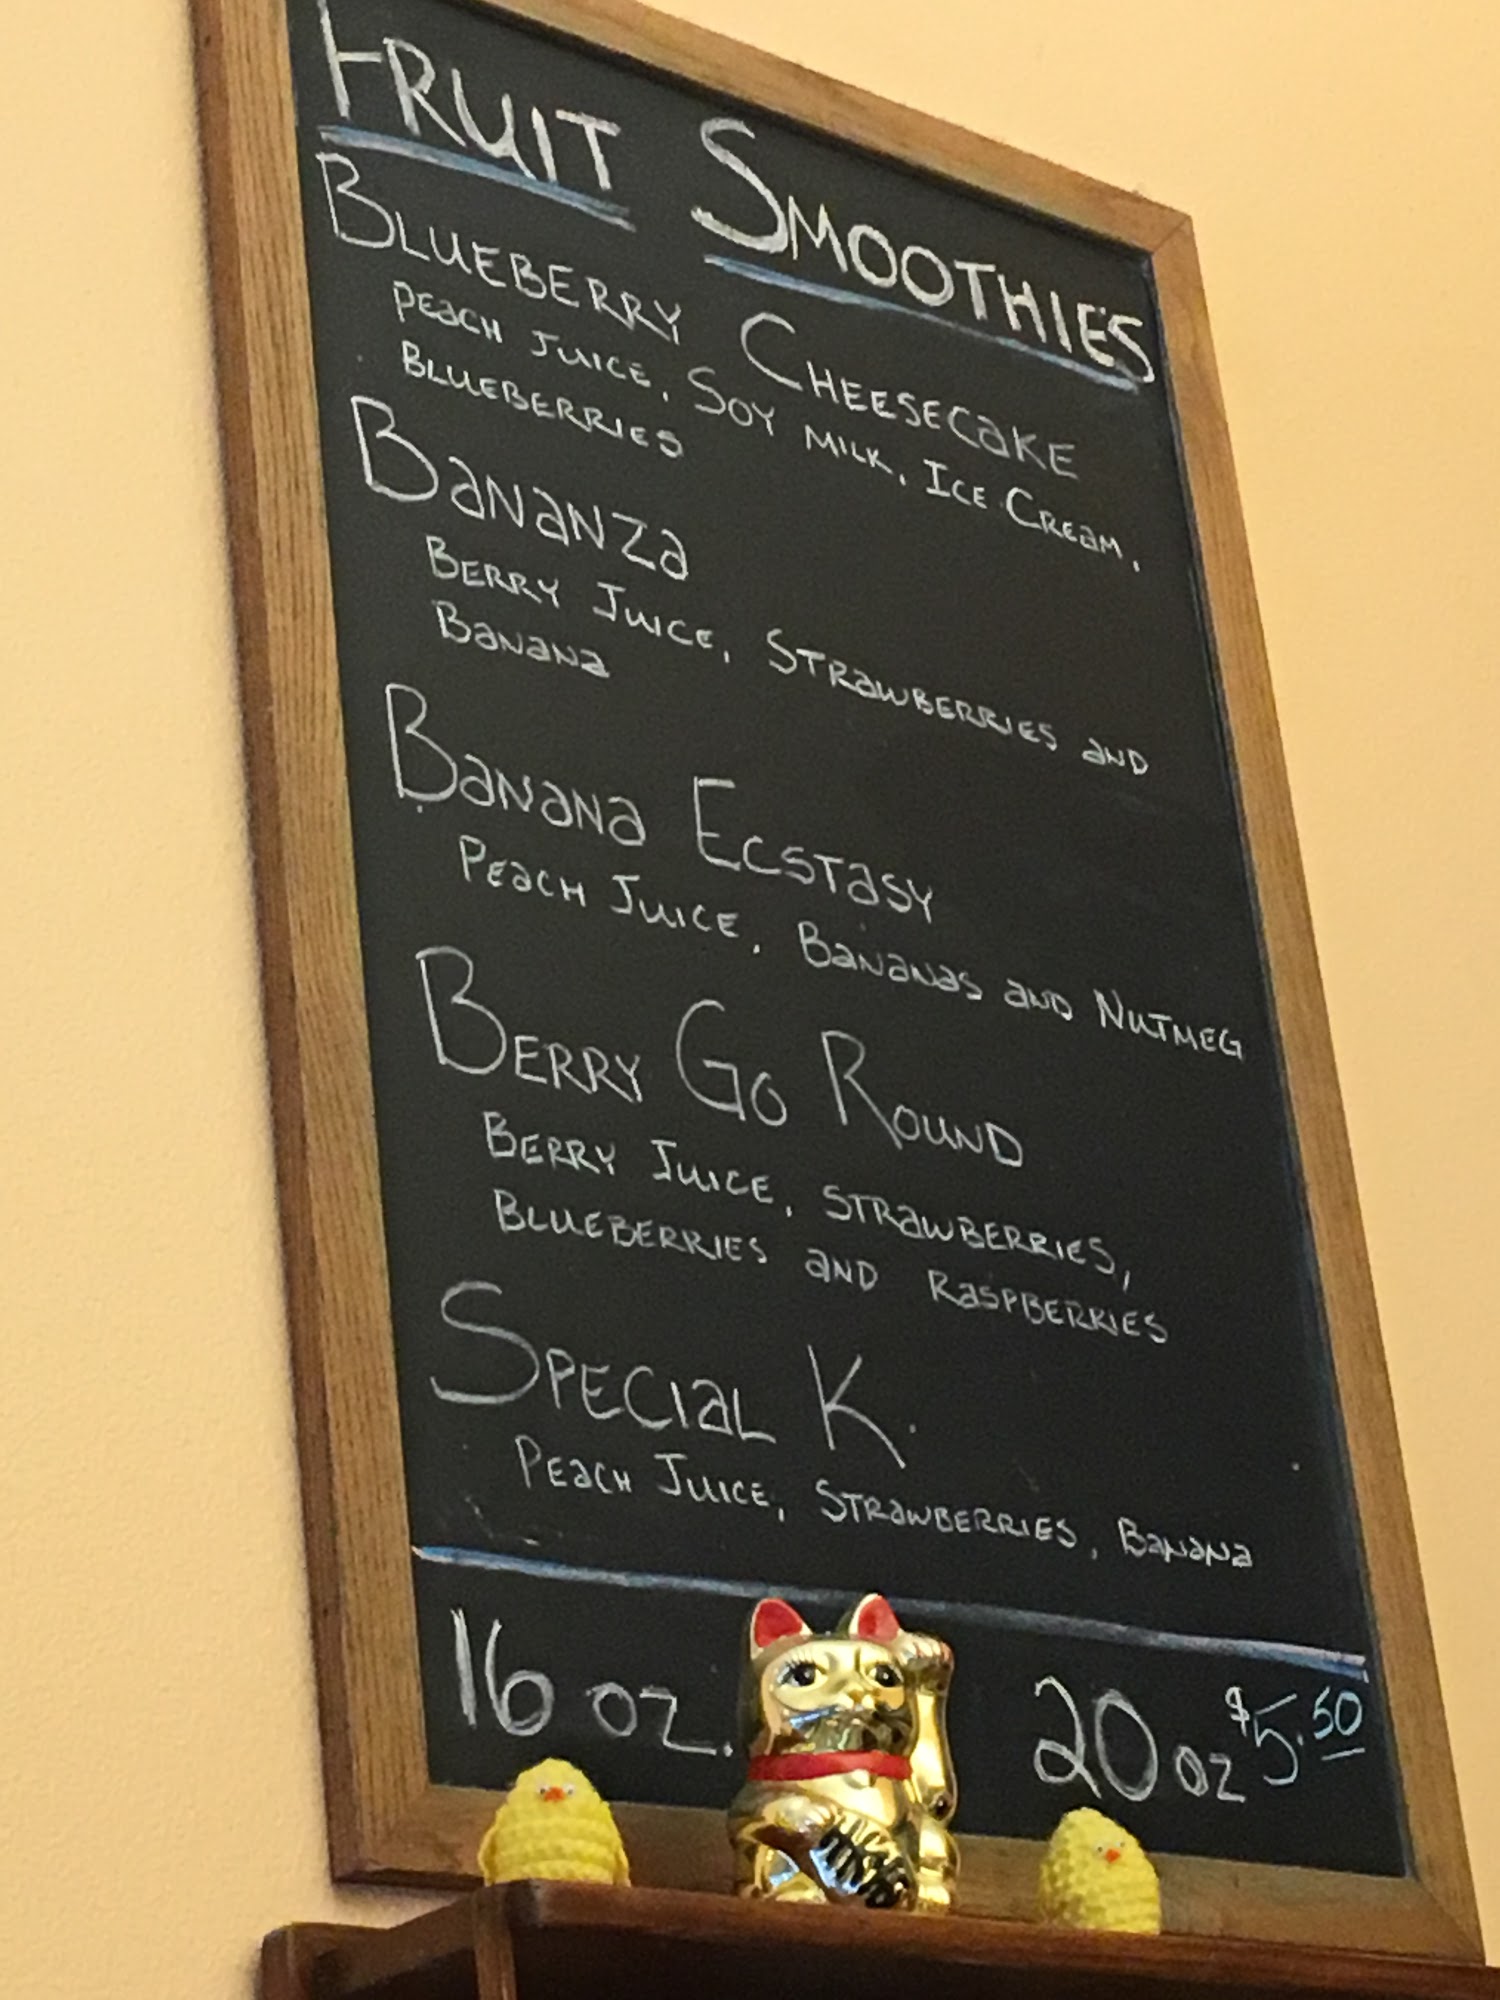 FRUIT SMOOTHIES
BLUEBERRY CHEESECAKE
PEACH JUICE, SOY MILK, ICE CREAM,
BLUEBERRIES
BANANZA
BERRY JUICE, STRAWBERRIES AND
BANANA
BANANA ECSTASY
PEACH JUICE, BANANAS AND NUTMEG
BERRY GO ROUND
BERRY JUICE, STRAWBERRIES,
BLUEBERRIES AND RASPBERRIES
SPECIAL K.
PEACH JUICE, STRAWBERRIES, BANANA
16 oz. 20 oz $5.50